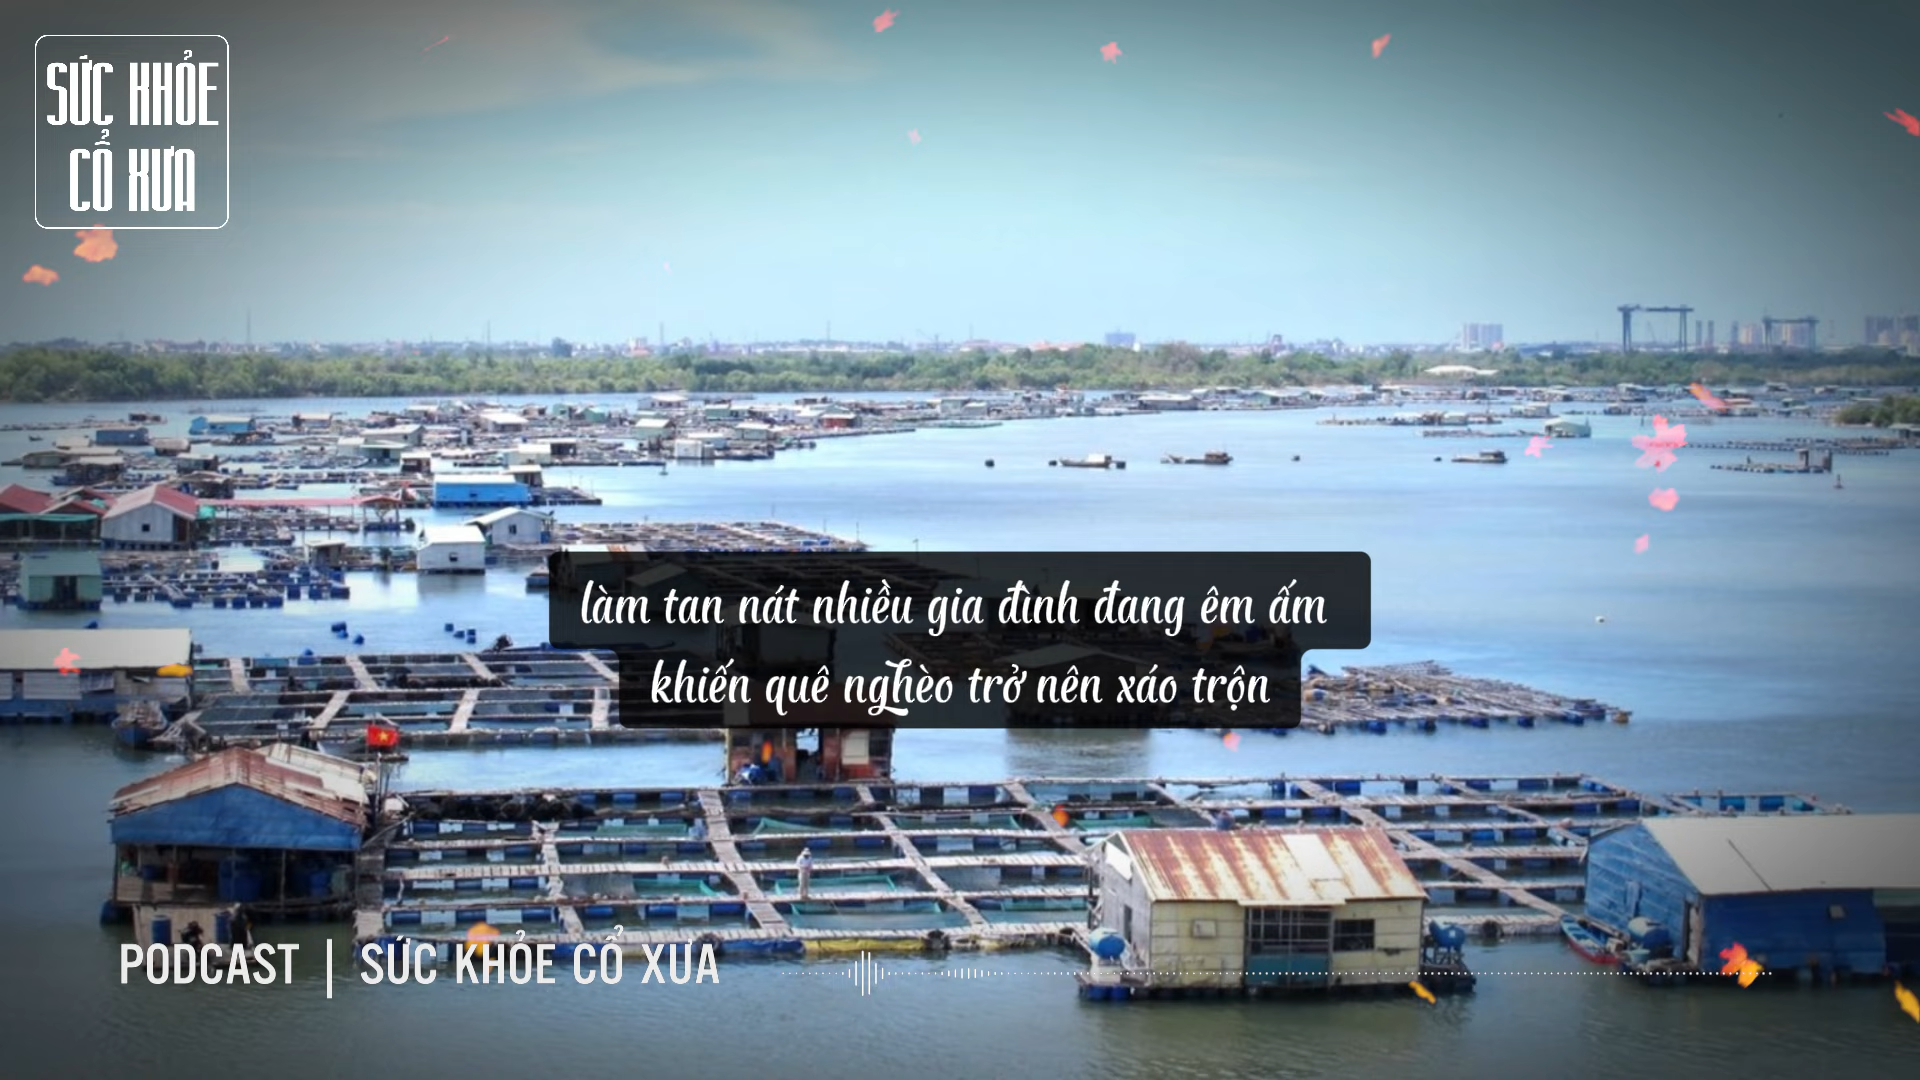 SỨC KHỎE
CỔ XƯA
làm tan nát nhiều gia đình đang êm ấm
khiến quê nghèo trở nên xáo trộn
PODCAST | SỨC KHỎE CỔ XƯA